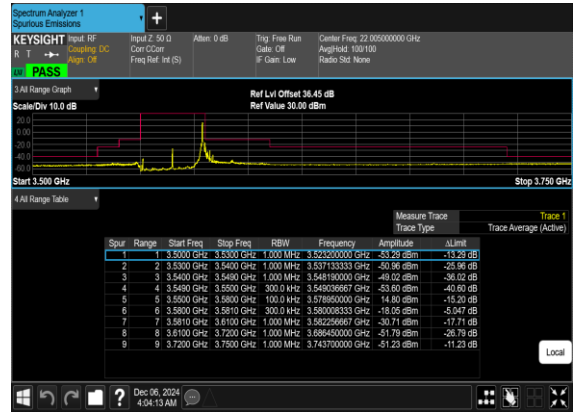 Spectrum Analyzer 1
Spurious Emissions
KEYSIGHT Input: RF Input Z: 50 Ω Atten: 0 dB Trig: Free Run Center Freq: 22.005000000 GHz
R T Coupling: DC Corr CCorr Gate: Off Avg|Hold: 100/100
Align: Off Freq Ref: Int (S) IF Gain: Low Radio Std: None
LXI PASS
3 All Range Graph
Ref Lvl Offset 36.45 dB
Scale/Div 10.0 dB Ref Value 30.00 dBm
20.0
0.00
-20.0
-40.0
-60.0
Start 3.500 GHz Stop 3.750 GHz
4 All Range Table
Measure Trace Trace 1
Trace Type Trace Average (Active)
Spur Range Start Freq Stop Freq RBW Frequency Amplitude ΔLimit
1 1 3.5000 GHz 3.5300 GHz 1.000 MHz 3.523200000 GHz -53.29 dBm -13.29 dB
2 2 3.5300 GHz 3.5400 GHz 1.000 MHz 3.537133333 GHz -50.96 dBm -25.96 dB
3 3 3.5400 GHz 3.5490 GHz 1.000 MHz 3.548190000 GHz -49.02 dBm -36.02 dB
4 4 3.5490 GHz 3.5500 GHz 300.0 kHz 3.549036667 GHz -53.60 dBm -40.60 dB
5 5 3.5500 GHz 3.5800 GHz 100.0 kHz 3.578950000 GHz 14.80 dBm -15.20 dB
6 6 3.5800 GHz 3.5810 GHz 300.0 kHz 3.580008333 GHz -18.05 dBm -5.047 dB
7 7 3.5810 GHz 3.6100 GHz 1.000 MHz 3.582256667 GHz -30.71 dBm -17.71 dB
8 8 3.6100 GHz 3.7200 GHz 1.000 MHz 3.686450000 GHz -51.79 dBm -26.79 dB
9 9 3.7200 GHz 3.7500 GHz 1.000 MHz 3.743700000 GHz -51.23 dBm -11.23 dB
Local
? Dec 06, 2024
4:04:13 AM